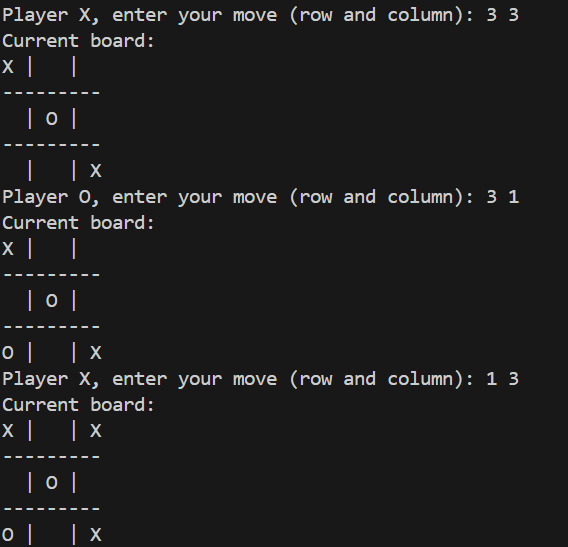 Player X, enter your move (row and column): 3 3
Current board:
X |   |
---------
  | O |
---------
  |   | X
Player O, enter your move (row and column): 3 1
Current board:
X |   |
---------
  | O |
---------
O |   | X
Player X, enter your move (row and column): 1 3
Current board:
X |   | X
---------
  | O |
---------
O |   | X